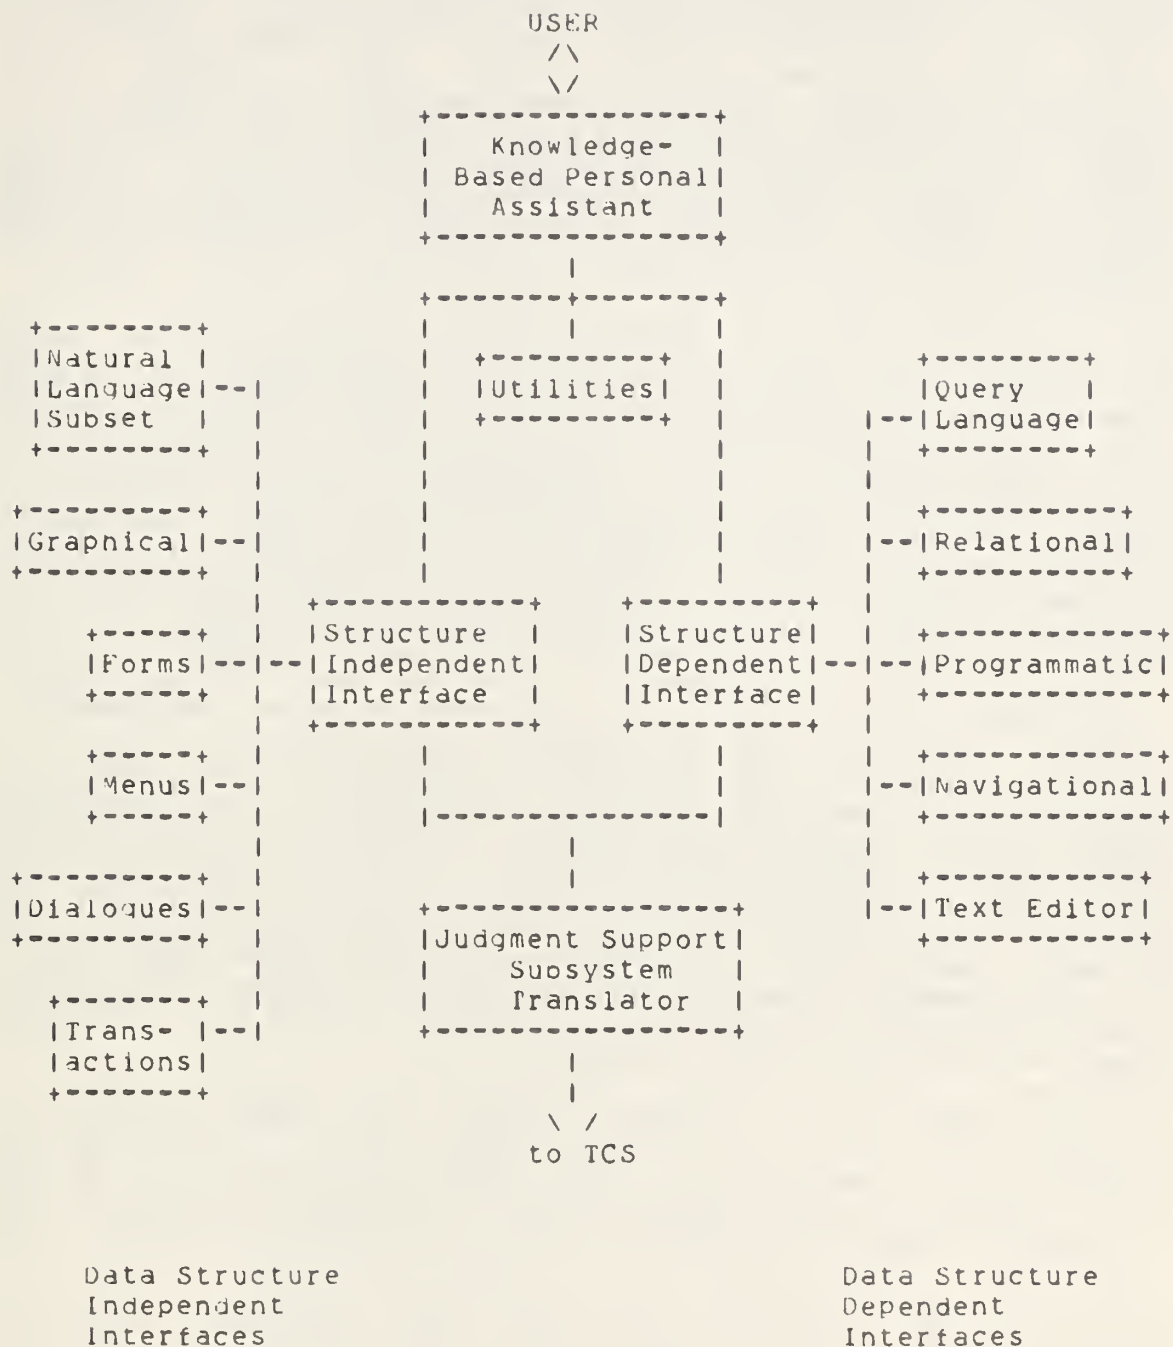 USER
Knowledge-
Based Personal
Assistant
Utilities
Natural
Language
Subset
Graphical
Forms
Menus
Dialogues
Trans-
actions
Structure
Independent
Interface
Structure
Dependent
Interface
Query
Language
Relational
Programmatic
Navigational
Text Editor
Judgment Support
Subsystem
Translator
to TCS
Data Structure
Independent
Interfaces
Data Structure
Dependent
Interfaces